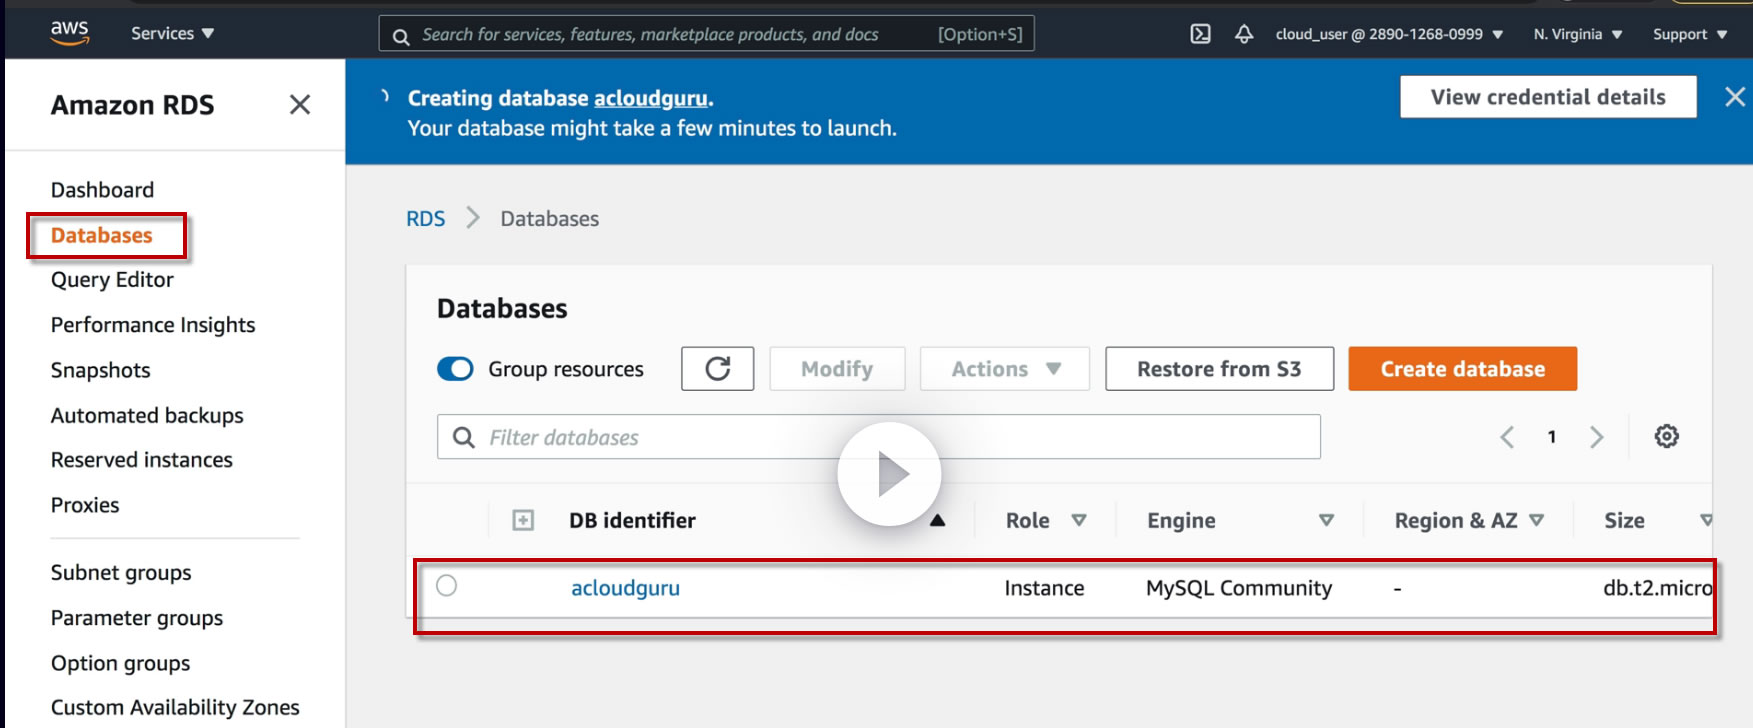 aws Services Search for services, features, marketplace products, and docs [Option+S] cloud_user @ 2890-1268-0999 N. Virginia Support
Amazon RDS
Dashboard
Databases
Query Editor
Performance Insights
Snapshots
Automated backups
Reserved instances
Proxies
Subnet groups
Parameter groups
Option groups
Custom Availability Zones
Creating database acloudguru.
Your database might take a few minutes to launch.
View credential details
RDS > Databases
Databases
Group resources Modify Actions Restore from S3 Create database
Filter databases 1
DB identifier Role Engine Region & AZ Size
acloudguru Instance MySQL Community - db.t2.micro